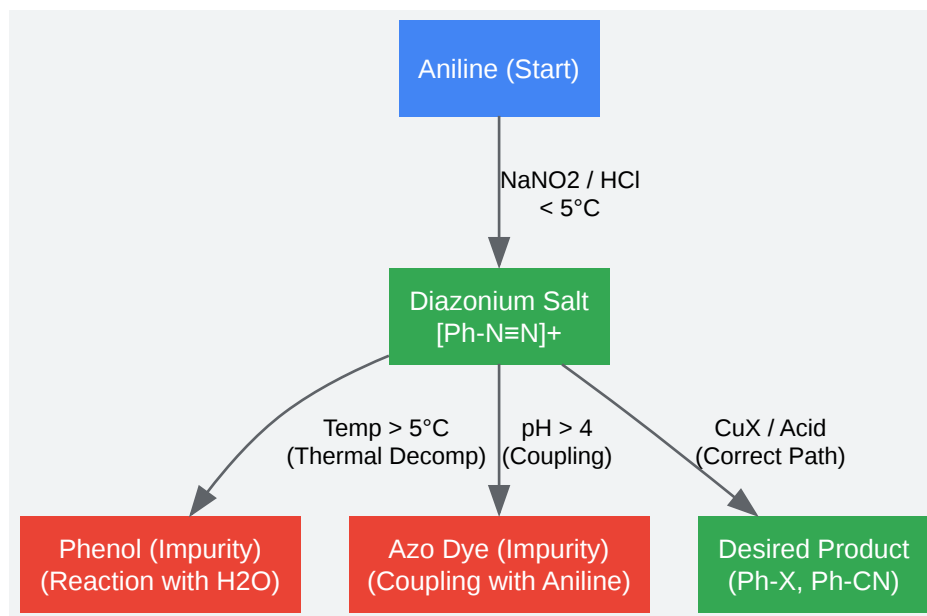 Aniline (Start)
NaNO2 / HCl
< 5°C
Diazonium Salt
[Ph-N≡N]+
Temp > 5°C
(Thermal Decomp)
pH > 4
(Coupling)
CuX / Acid
(Correct Path)
Phenol (Impurity)
(Reaction with H2O)
Azo Dye (Impurity)
(Coupling with Aniline)
Desired Product
(Ph-X, Ph-CN)